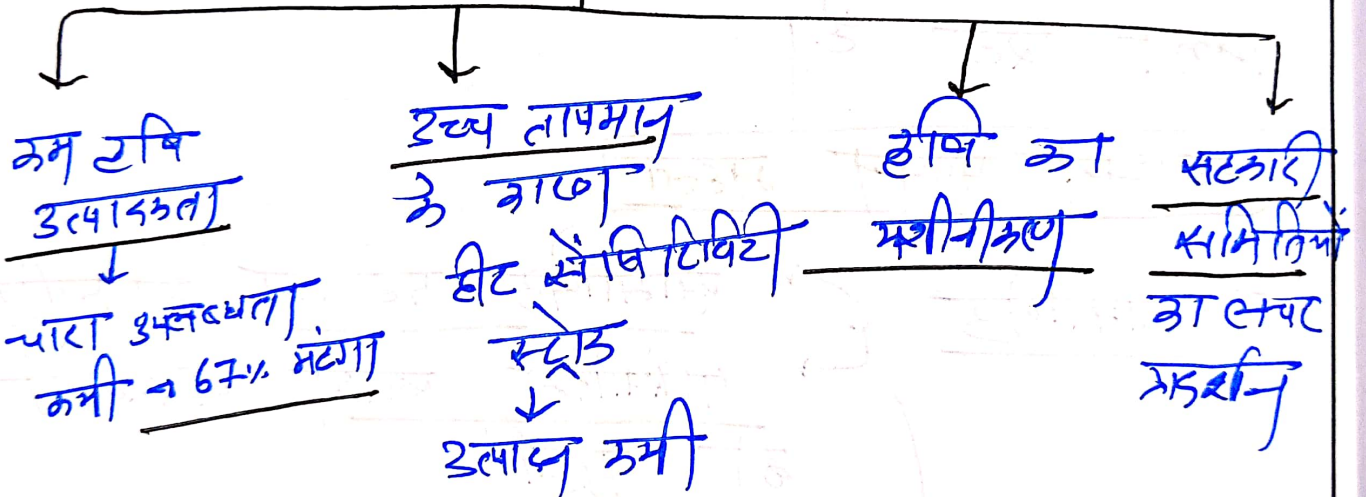 कम कृषि
उत्पादकता
↓
चारा उपलब्धता
कमी → 67% महंगा
उच्च तापमान
के कारण
हीट सेंषिटिविटी
स्ट्रोक
↓
उत्पादन कमी
कृषि का
मशीनीकरण
सहकारी
समितियों
का लचर
प्रदर्शन